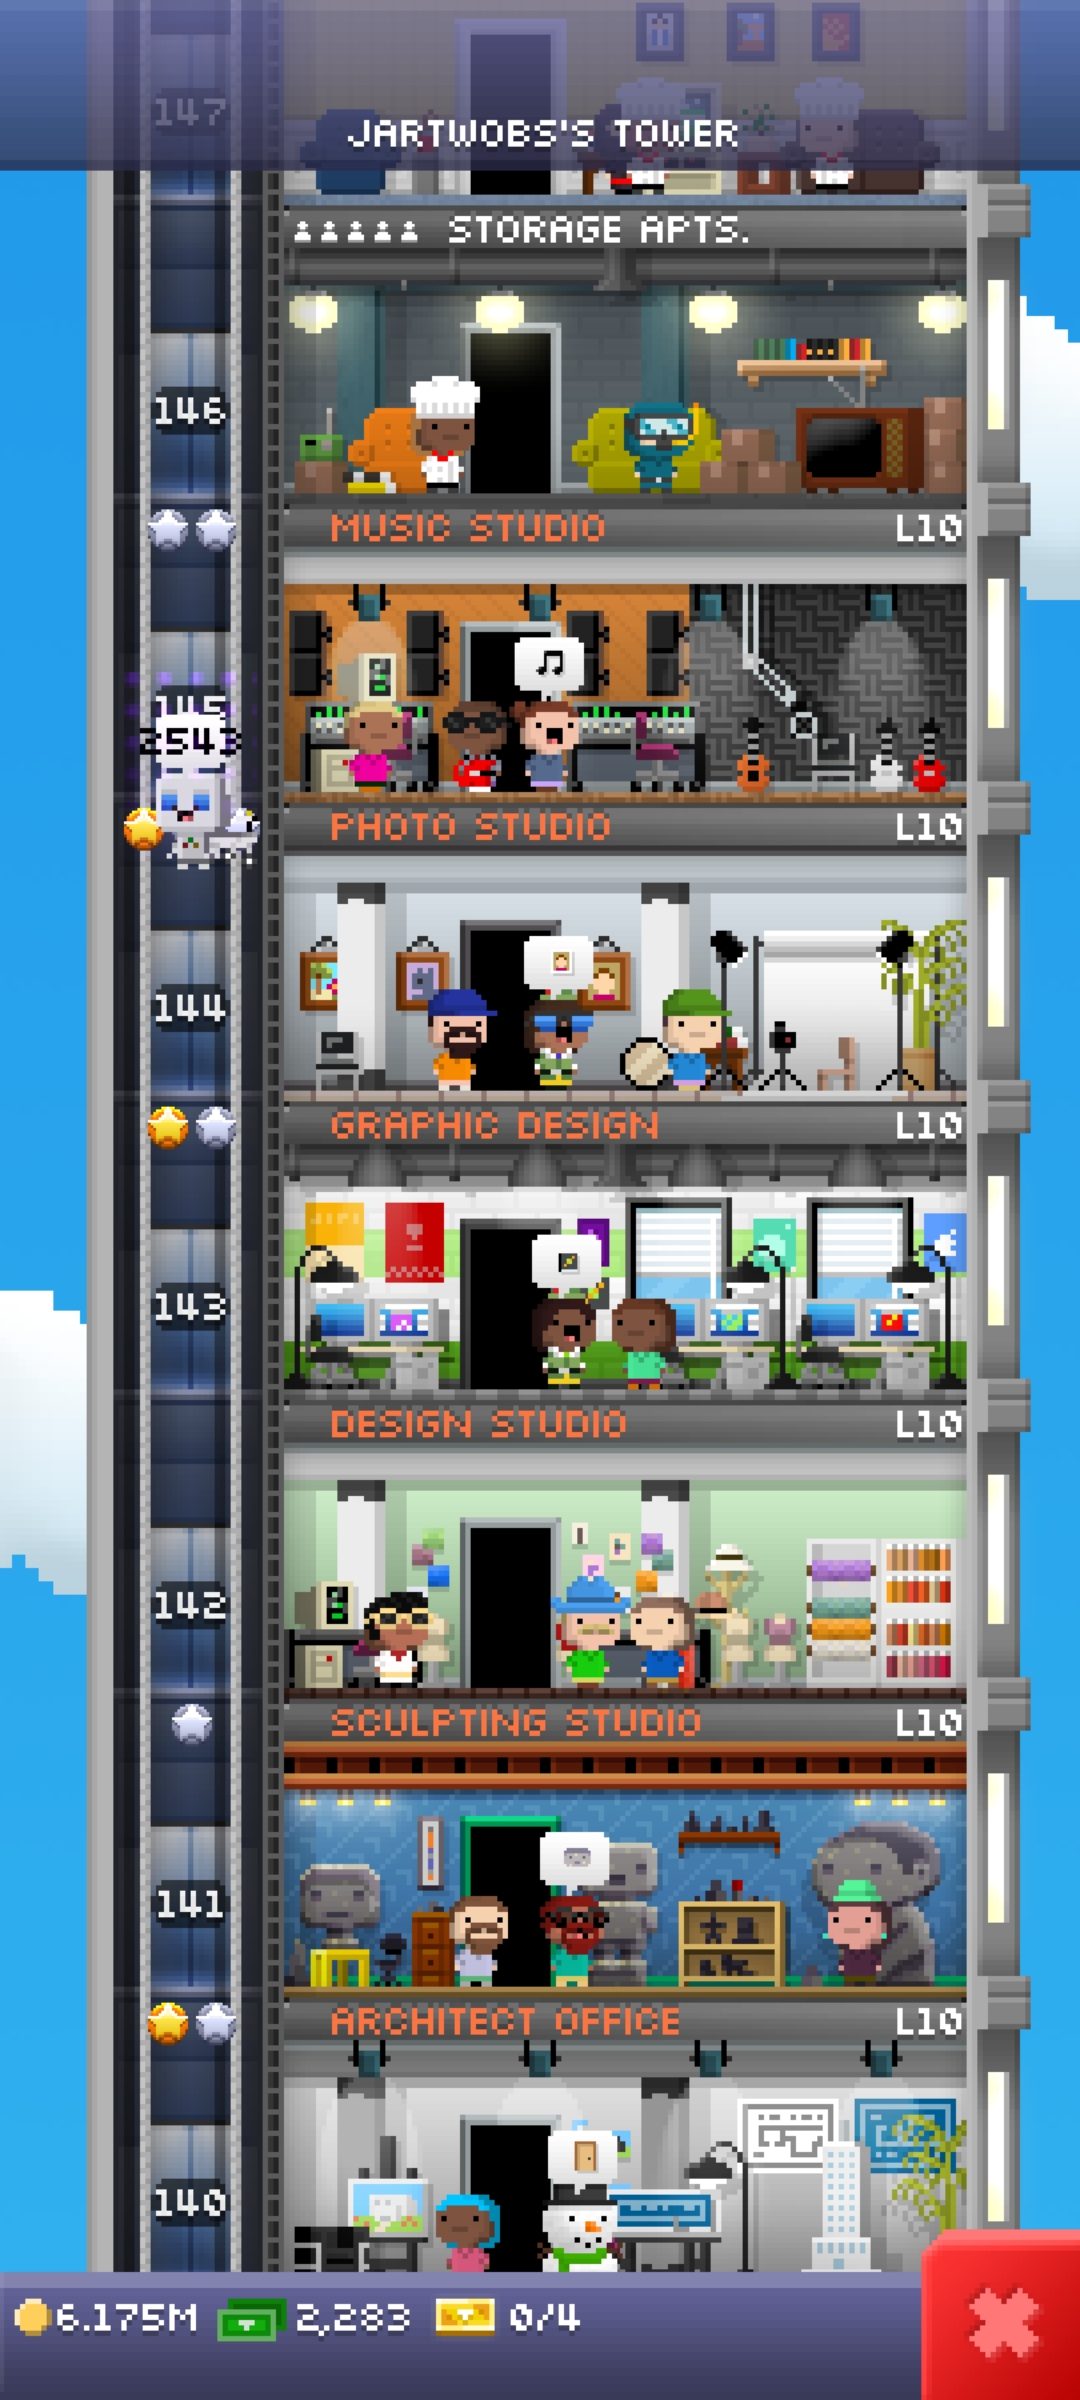 147
JARTWOBS'S TOWER
STORAGE APTS.
146
MUSIC STUDIO L10
145
PHOTO STUDIO L10
144
GRAPHIC DESIGN L10
143
DESIGN STUDIO L10
142
SCULPTING STUDIO L10
141
ARCHITECT OFFICE L10
140
6.175M 2,283 0/4